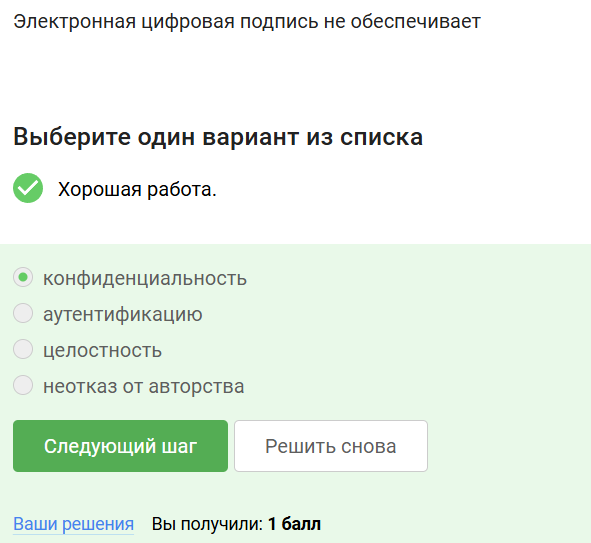 Электронная цифровая подпись не обеспечивает
Выберите один вариант из списка
Хорошая работа.
конфиденциальность
аутентификацию
целостность
неотказ от авторства
Следующий шаг Решить снова
Ваши решения Вы получили: 1 балл